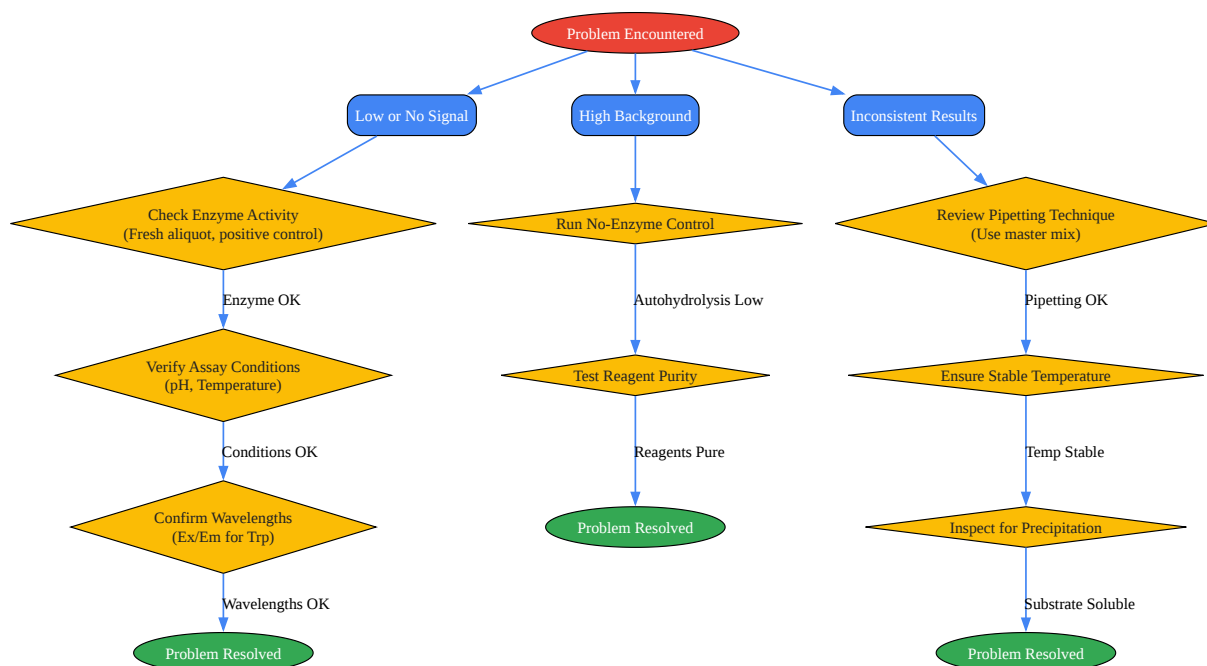 Problem Encountered
Low or No Signal
High Background
Inconsistent Results
Check Enzyme Activity
(Fresh aliquot, positive control)
Run No-Enzyme Control
Review Pipetting Technique
(Use master mix)
Enzyme OK
Autohydrolysis Low
Pipetting OK
Verify Assay Conditions
(pH, Temperature)
Test Reagent Purity
Ensure Stable Temperature
Conditions OK
Reagents Pure
Temp Stable
Confirm Wavelengths
(Ex/Em for Trp)
Problem Resolved
Inspect for Precipitation
Wavelengths OK
Substrate Soluble
Problem Resolved
Problem Resolved